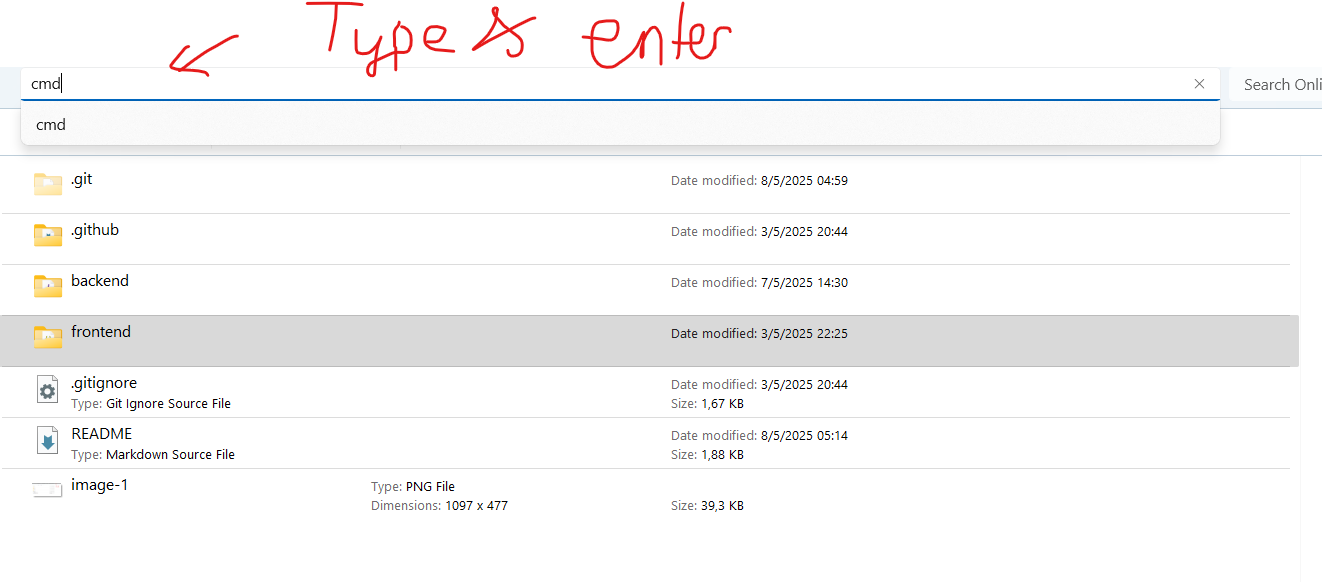 Type & enter
cmd
Search Onli
cmd
.git
Date modified: 8/5/2025 04:59
.github
Date modified: 3/5/2025 20:44
backend
Date modified: 7/5/2025 14:30
frontend
Date modified: 3/5/2025 22:25
.gitignore
Date modified: 3/5/2025 20:44
Type: Git Ignore Source File
Size: 1,67 KB
README
Date modified: 8/5/2025 05:14
Type: Markdown Source File
Size: 1,88 KB
image-1
Type: PNG File
Dimensions: 1097 x 477
Size: 39,3 KB